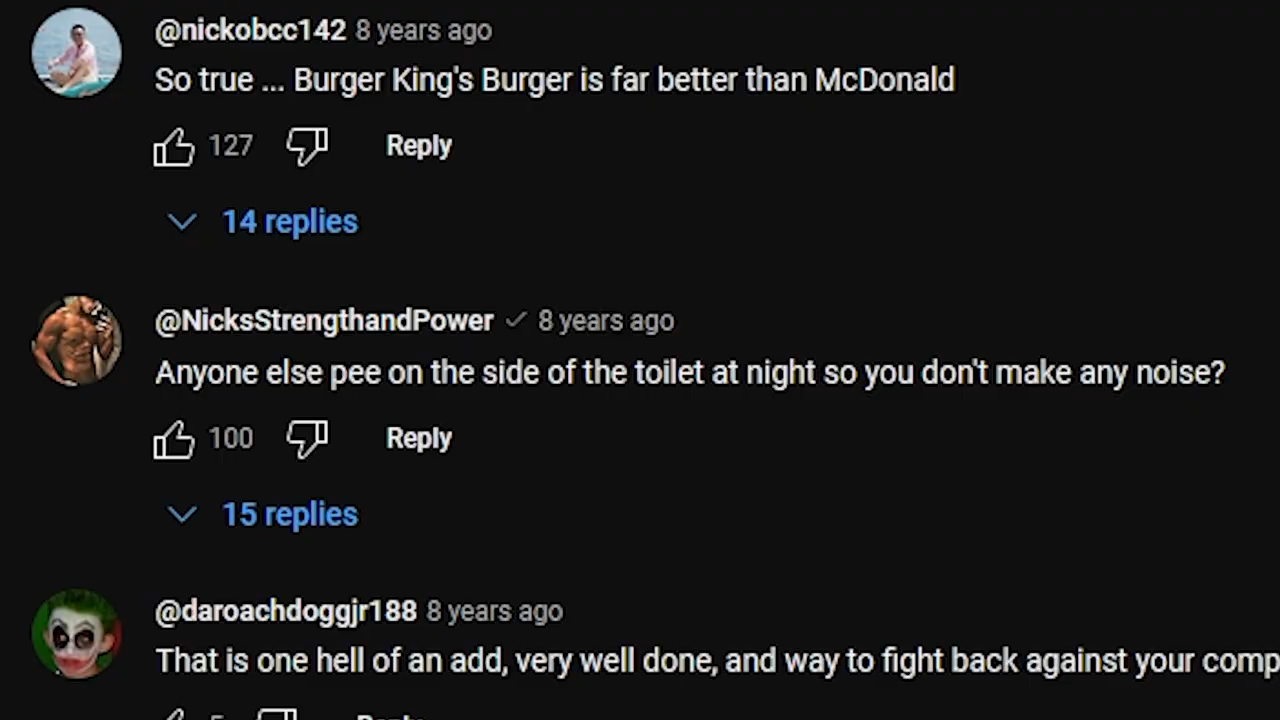 @nickobcc142 8 years ago
So true ... Burger King's Burger is far better than McDonald
127 Reply
14 replies
@NicksStrengthandPower 8 years ago
Anyone else pee on the side of the toilet at night so you don't make any noise?
100 Reply
15 replies
@daroachdoggjr188 8 years ago
That is one hell of an add, very well done, and way to fight back against your comp
Reply